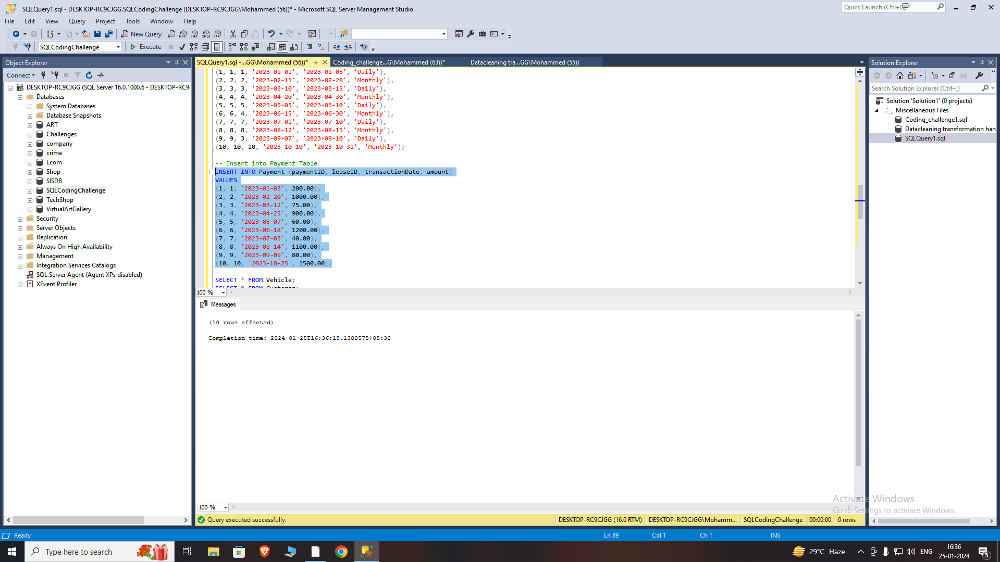 SQLQuery1.sql - DESKTOP-RC9CJGG.SQLCodingChallenge (DESKTOP-RC9CJGG\Mohammed (56))* - Microsoft SQL Server Management Studio
Quick Launch (Ctrl+Q)
File Edit View Query Project Tools Window Help
New Query
MDX DMX XMLA DAX
SQLCodingChallenge
Execute
Object Explorer
Connect
DESKTOP-RC9CJGG (SQL Server 16.0.1000.6 - DESKTOP-RC9
Databases
System Databases
Database Snapshots
ART
Challenges
company
crime
Ecom
Shop
SISDB
SQLCodingChallenge
TechShop
VirtualArtGallery
Security
Server Objects
Replication
Always On High Availability
Management
Integration Services Catalogs
SQL Server Agent (Agent XPs disabled)
XEvent Profiler
SQLQuery1.sql -...GG\Mohammed (56))* Coding_challenge...G\Mohammed (63))* Datacleaning tra...GG\Mohammed (55))
(1, 1, 1, '2023-01-01', '2023-01-05', 'Daily'),
(2, 2, 2, '2023-02-15', '2023-02-28', 'Monthly'),
(3, 3, 3, '2023-03-10', '2023-03-15', 'Daily'),
(4, 4, 4, '2023-04-20', '2023-04-30', 'Monthly'),
(5, 5, 5, '2023-05-05', '2023-05-10', 'Daily'),
(6, 6, 4, '2023-06-15', '2023-06-30', 'Monthly'),
(7, 7, 7, '2023-07-01', '2023-07-10', 'Daily'),
(8, 8, 8, '2023-08-12', '2023-08-15', 'Monthly'),
(9, 9, 3, '2023-09-07', '2023-09-10', 'Daily'),
(10, 10, 10, '2023-10-10', '2023-10-31', 'Monthly');
-- Insert into Payment Table
INSERT INTO Payment (paymentID, leaseID, transactionDate, amount)
VALUES
(1, 1, '2023-01-03', 200.00),
(2, 2, '2023-02-20', 1000.00),
(3, 3, '2023-03-12', 75.00),
(4, 4, '2023-04-25', 900.00),
(5, 5, '2023-05-07', 60.00),
(6, 6, '2023-06-18', 1200.00),
(7, 7, '2023-07-03', 40.00),
(8, 8, '2023-08-14', 1100.00),
(9, 9, '2023-09-09', 80.00),
(10, 10, '2023-10-25', 1500.00);
SELECT * FROM Vehicle;
SELECT * FROM Customer;
100 %
Messages
(10 rows affected)
Completion time: 2024-01-25T16:36:19.1380575+05:30
100 %
Query executed successfully. DESKTOP-RC9CJGG (16.0 RTM) DESKTOP-RC9CJGG\Mohamm... SQLCodingChallenge 00:00:00 0 rows
Solution Explorer
Search Solution Explorer (Ctrl+;)
Solution 'Solution1' (0 projects)
Miscellaneous Files
Coding_challenge1.sql
Datacleaning transformation han
SQLQuery1.sql
Activate Windows
Go to Settings to activate Windows.
Ready Ln 89 Col 1 Ch 1 INS
Type here to search
29°C Haze
ENG
16:36
25-01-2024
5